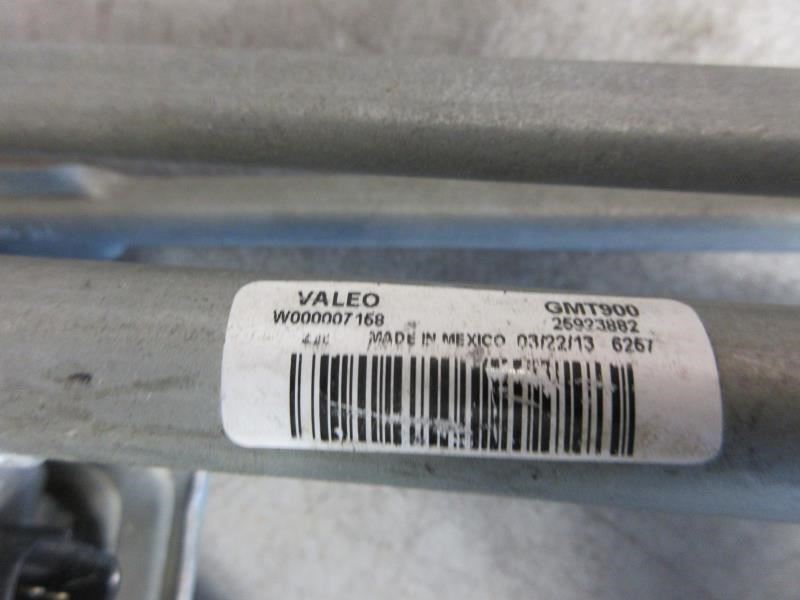 VALEO GMT900
W000007158 25923882
MADE IN MEXICO 03/22/13 6257